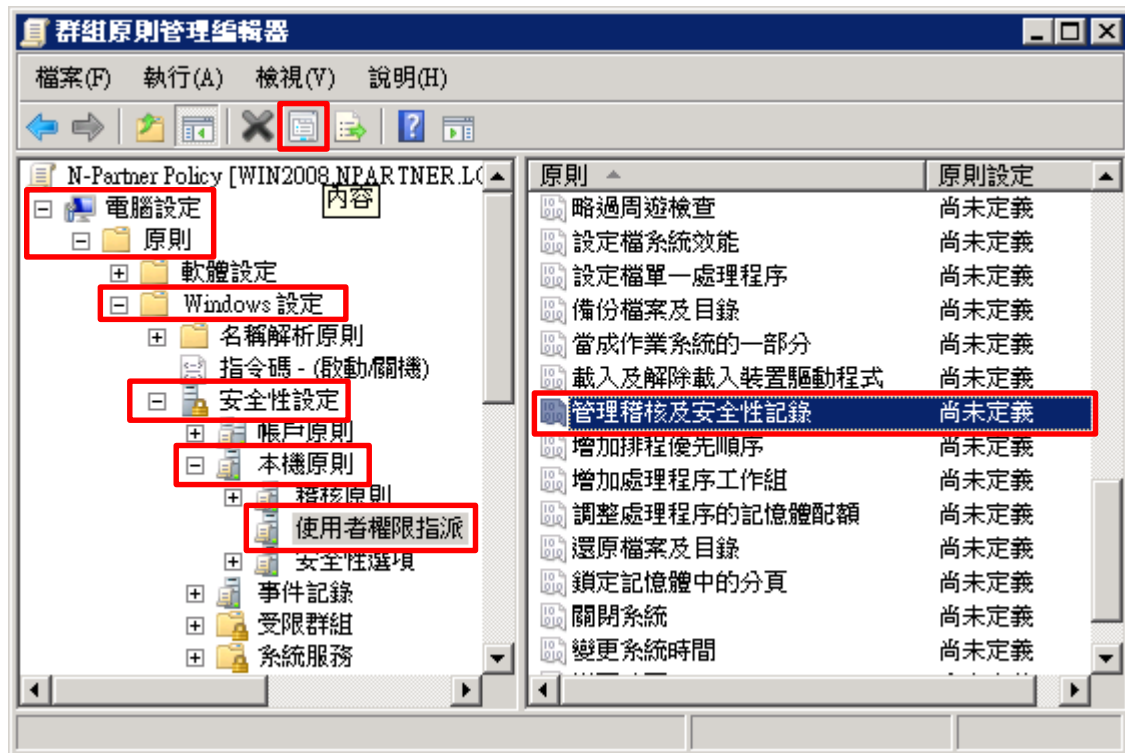 群組原則管理編輯器
檔案(F) 執行(A) 檢視(V) 說明(H)
N-Partner Policy [WIN2008.NPARTNER.LO
內容
電腦設定
原則
軟體設定
Windows 設定
名稱解析原則
指令碼 - (啟動/關機)
安全性設定
帳戶原則
本機原則
稽核原則
使用者權限指派
安全性選項
事件記錄
受限群組
系統服務
原則 原則設定
略過周遊檢查 尚未定義
設定檔系統效能 尚未定義
設定檔單一處理程序 尚未定義
備份檔案及目錄 尚未定義
當成作業系統的一部分 尚未定義
載入及解除載入裝置驅動程式 尚未定義
管理稽核及安全性記錄 尚未定義
增加排程優先順序 尚未定義
增加處理程序工作組 尚未定義
調整處理程序的記憶體配額 尚未定義
還原檔案及目錄 尚未定義
鎖定記憶體中的分頁 尚未定義
關閉系統 尚未定義
變更系統時間 尚未定義